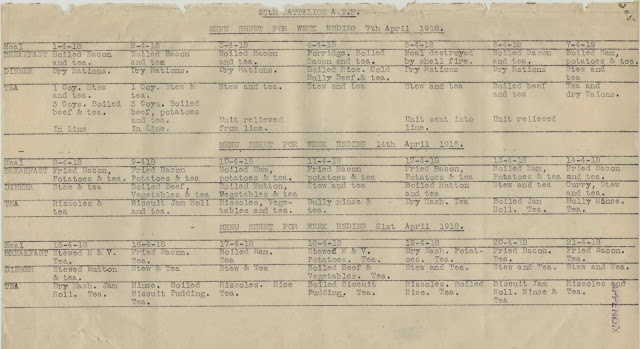 40th BATTALION A.I.F.
MENU SHEET FOR WEEK ENDING 7th April 1918.
Meal 1-4-18 2-4-18 3-4-18 4-4-18 5-4-18 6-4-18 7-4-18
BREAKFAST Boiled Bacon Boiled Bacon Boiled Bacon Porridge. Boiled Meal destroyed Boiled Bacon Boiled Ham,
and tea. and tea and tea. Bacon and tea. by shell fire. and tea potatoes & tea.
DINNER Dry Rations. Dry Rations. Dry Rations. Boiled Rice. Cold Dry Rations Dry Rations Stew and
Bully Beef.& tea. tea
TEA 1 Coy. Stew 1 Coy. Stew & Stew and tea. Stew and tea Stew and tea Boiled beef Tea and
and tea. tea. and tea dry
3 Coys. Boiled 3 Coys. Boiled
beef & tea. beef, potatoes Unit relieved Unit sent into Unit relieved
and tea. from line. line.
In Line In Line.
MENU SHEET FOR WEEK ENDING 14th April 1918.
Meal 8-4-18 9-418 10-4-18 11-4-18 12-4-18 13-4-18 14-4-18
BREAKFAST Fried Bacon, Fried Bacon Boiled Ham, Fried Bacon Fried Bacon Boiled Ham, Fried Bacon,
Potatoes & tea. Potatoes & tea potatoes & tea. Potatoes & tea Potatoes & tea Potatoes & tea and tea
DINNER Stew & tea Boiled Beef, Boiled Mutton, Stew and tea Boiled Mutton Stew and tea Curry, Stew
Vegetables & tea Vegetables & tea and tea and tea.
TEA Rissoles & Biscuit Jam Roll Rissoles, Vege- Bully mince & Dry Hash. Tea Boiled Jam Bully Mince.
tea and tea. tables and tea. tea. Roll. Tea. Tea.
MENU SHEET FOR WEEK ENDING 21st April 1918.
Meal 15-4-18 16-4-18 17-4-18 18-4-18 19-4-18 20-4-18 21-4-18
BREAKFAST Stewed M & V. Fried Bacon. Boiled Ham. Stewed M & V. Dry Hash. Potat- Fried Bacon. Fried Bacon.
Tea. Tea. Tea Potatoes. Tea. oes. Tea. Tea. Tea.
DINNER Stewed Mutton Stew & Tea Stew & Tea Boiled Beef & Stew and Tea. Stew and Tea. Stew and Tea.
& tea. Vegetables. Tea.
TEA Dry Hash. Jam Mince. Boiled Rissoles. Rice Boiled Biscuit Rissoles. Boiled Biscuit Jam Rissoles and
Roll. Tea. Biscuit Pudding. Tea. Pudding. Tea. Rice. Tea. Roll. Mince & Tea.
Tea. Tea
APPENDIX